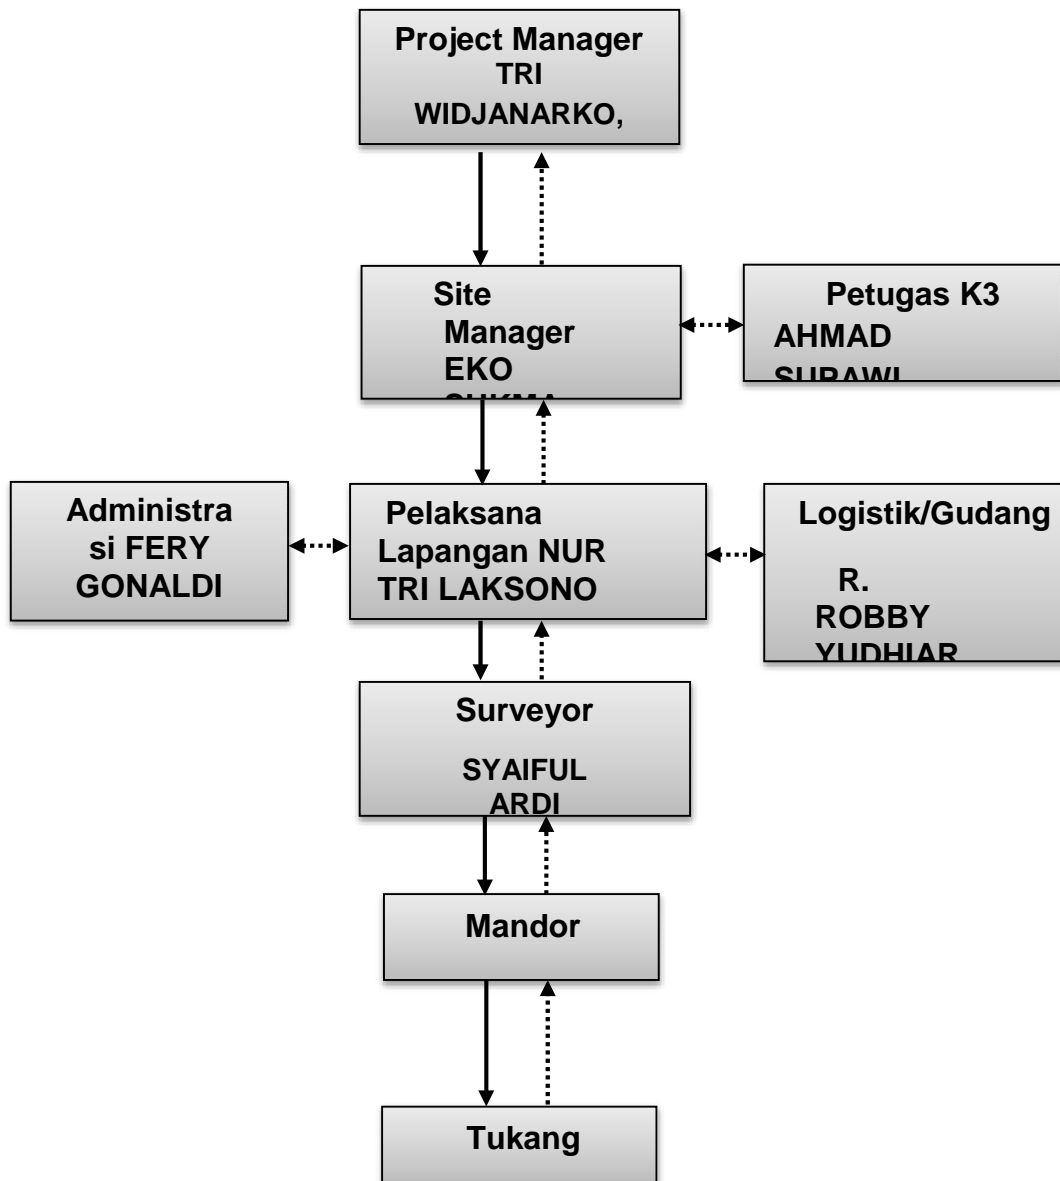 Project Manager
TRI
WIDJANARKO,
Site
Manager
EKO
Petugas K3
AHMAD
Administra
si FERY
GONALDI
Pelaksana
Lapangan NUR
TRI LAKSONO
Logistik/Gudang
R.
ROBBY
YUDHIAR
Surveyor
SYAIFUL
ARDI
Mandor
Tukang